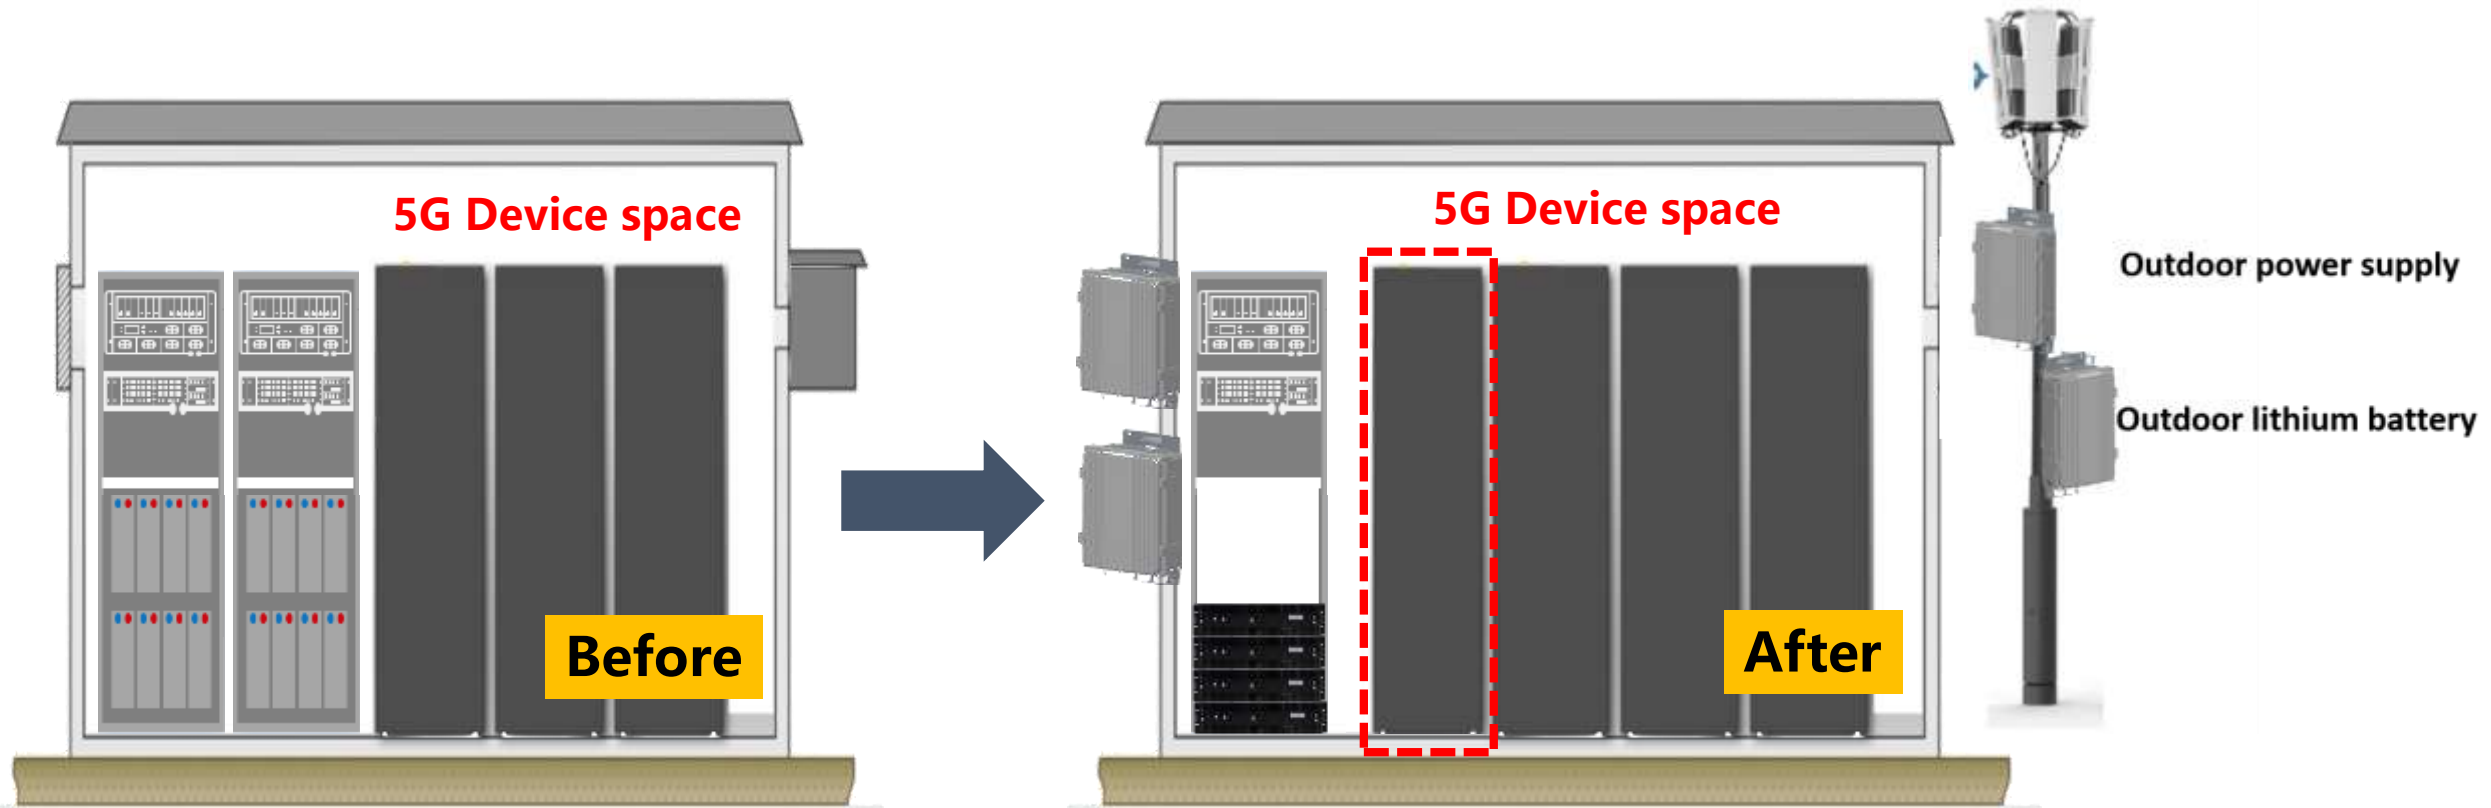 5G Device space
Before
5G Device space
After
Outdoor power supply
Outdoor lithium battery